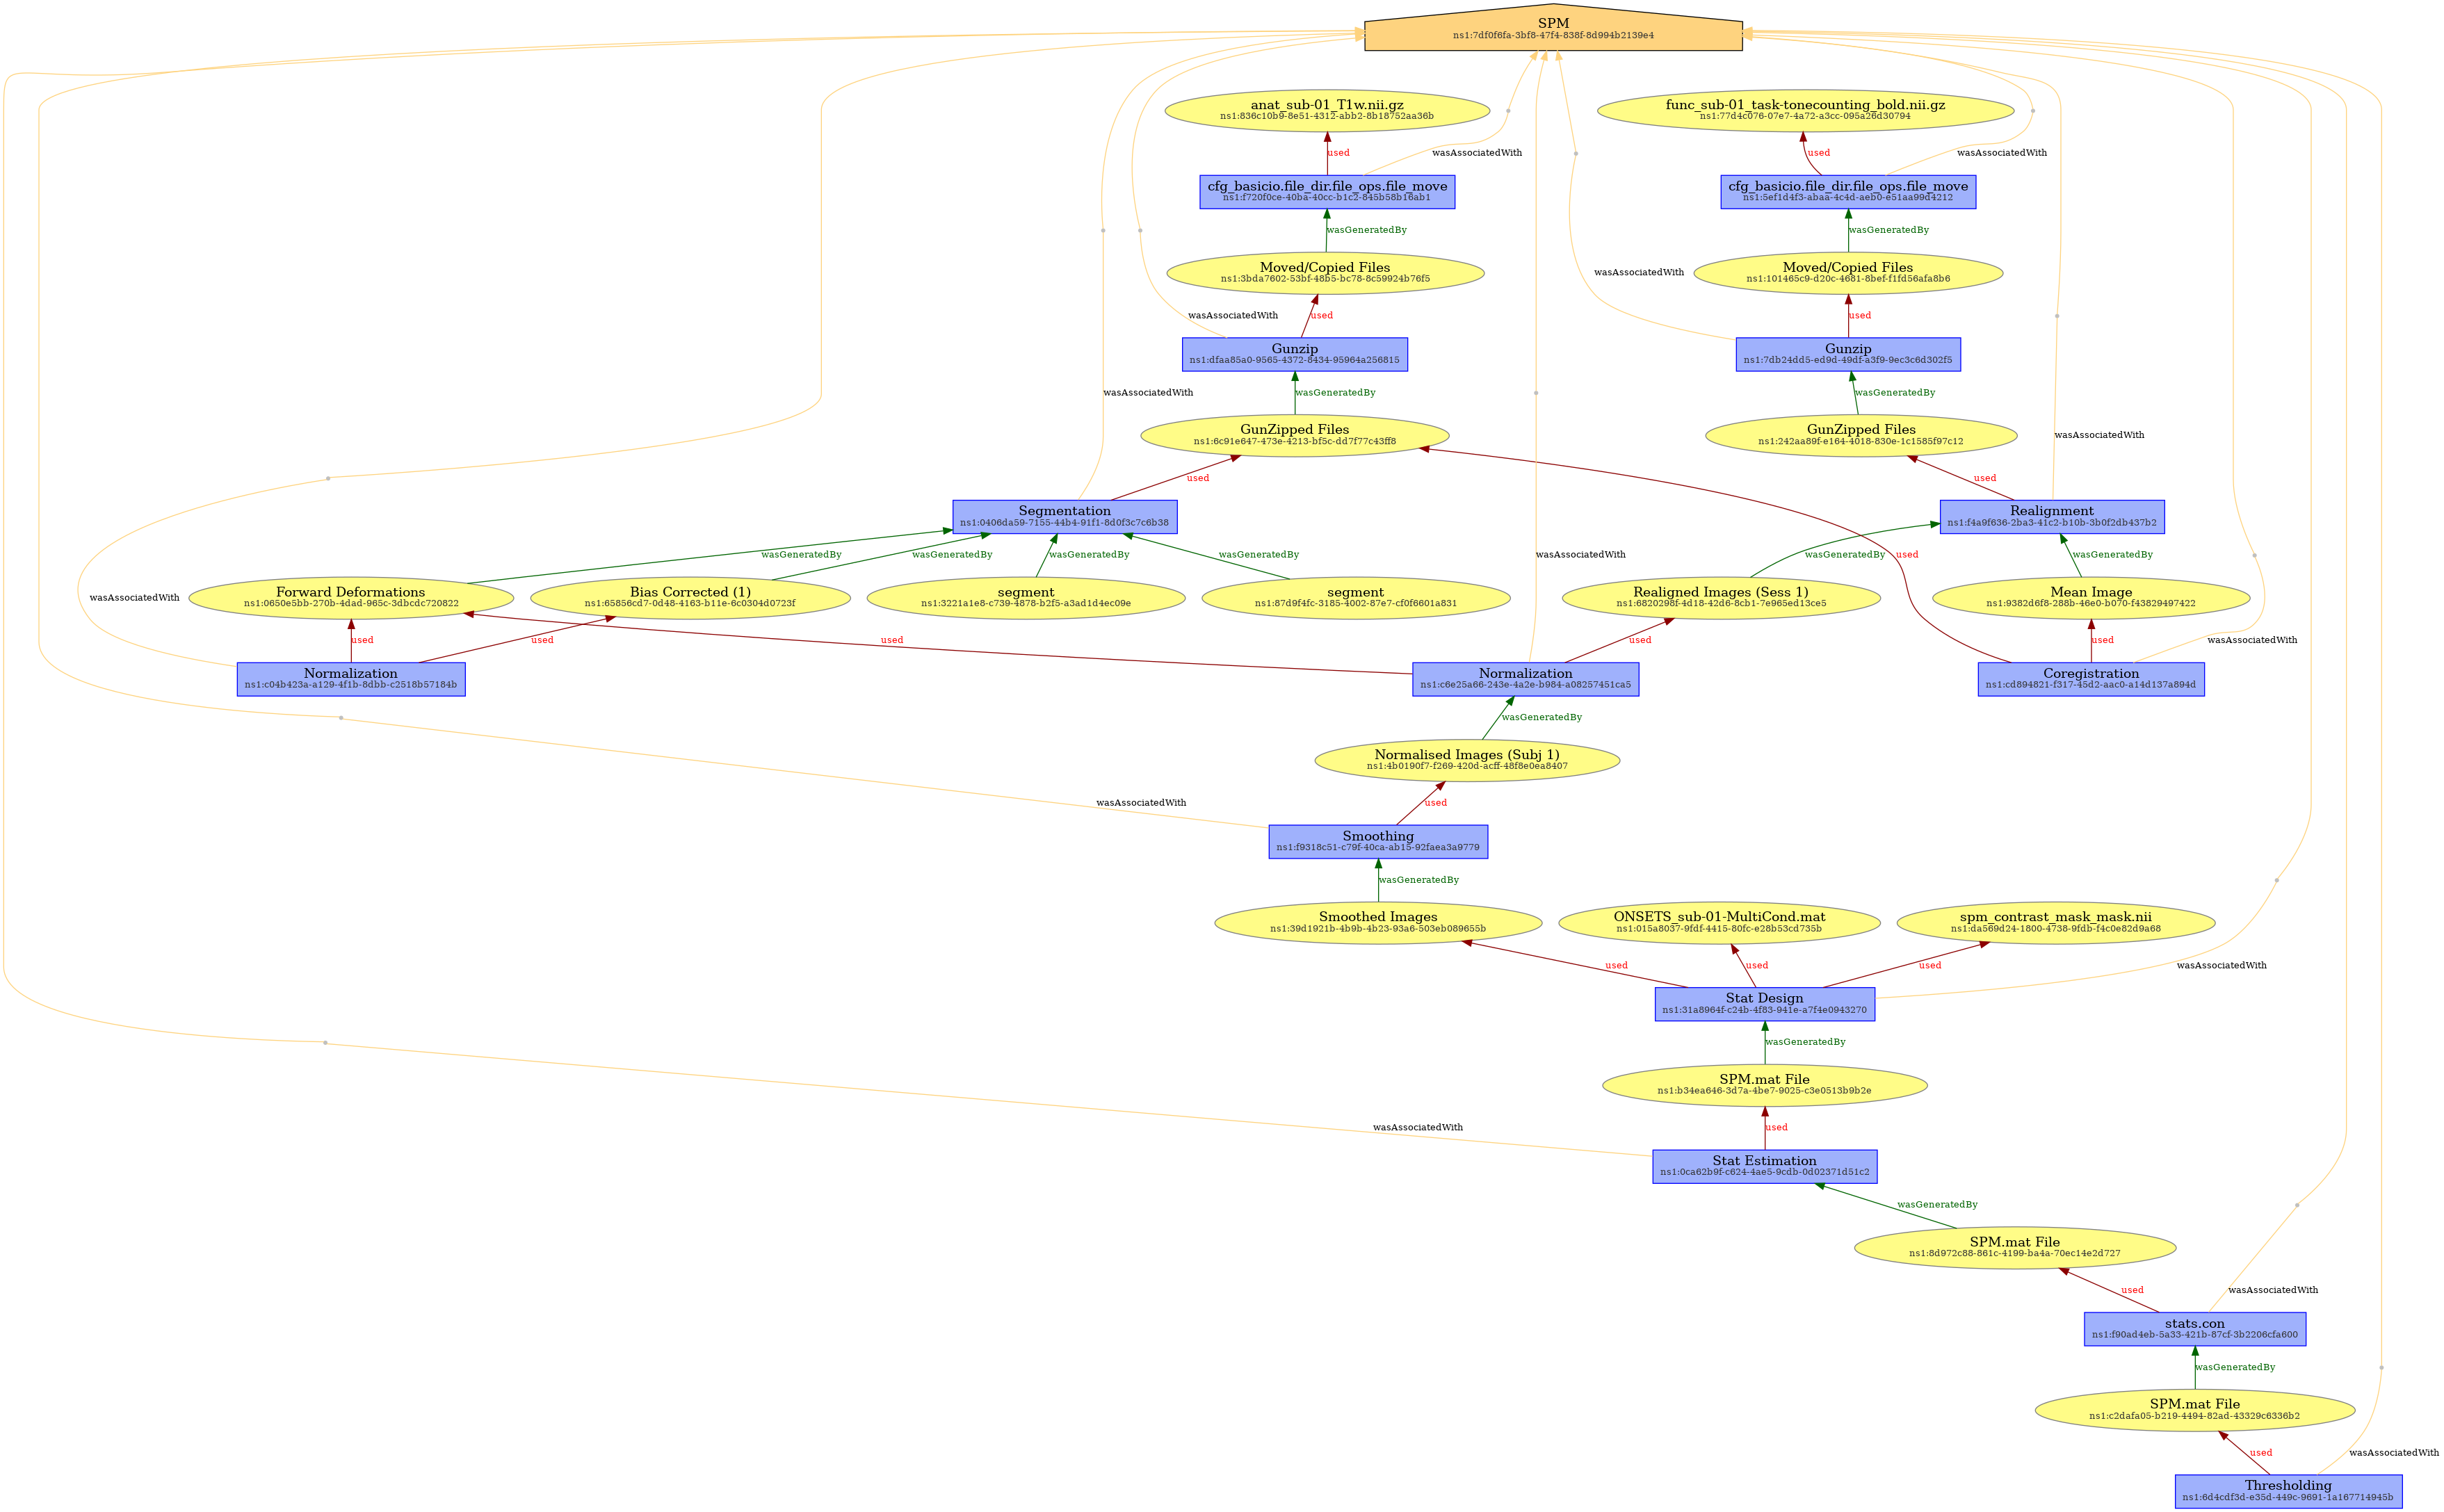 SPM
ns1:7df0f6fa-3bf8-47f4-838f-8d994b2139e4
anat_sub-01_T1w.nii.gz
ns1:836c10b9-8e51-4312-abb2-8b18752aa36b
func_sub-01_task-tonecounting_bold.nii.gz
ns1:77d4c076-07e7-4a72-a3cc-095a26d30794
used
wasAssociatedWith
used
wasAssociatedWith
cfg_basicio.file_dir.file_ops.file_move
ns1:f720f0ce-40ba-40cc-b1c2-845b58b16ab1
cfg_basicio.file_dir.file_ops.file_move
ns1:5ef1d4f3-abaa-4c4d-aeb0-e51aa99d4212
wasGeneratedBy
wasGeneratedBy
Moved/Copied Files
ns1:3bda7602-53bf-48b5-bc78-8c59924b76f5
wasAssociatedWith
Moved/Copied Files
ns1:101465c9-d20c-4681-8bef-f1fd56afa8b6
wasAssociatedWith
used
used
Gunzip
ns1:dfaa85a0-9565-4372-8434-95964a256815
Gunzip
ns1:7db24dd5-ed9d-49df-a3f9-9ec3c6d302f5
wasAssociatedWith
wasGeneratedBy
wasGeneratedBy
GunZipped Files
ns1:6c91e647-473e-4213-bf5c-dd7f77c43ff8
GunZipped Files
ns1:242aa89f-e164-4018-830e-1c1585f97c12
wasAssociatedWith
used
used
Segmentation
ns1:0406da59-7155-44b4-91f1-8d0f3c7c6b38
Realignment
ns1:f4a9f636-2ba3-41c2-b10b-3b0f2db437b2
wasGeneratedBy
wasGeneratedBy
wasGeneratedBy
wasGeneratedBy
wasAssociatedWith
wasGeneratedBy
used
wasGeneratedBy
wasAssociatedWith
Forward Deformations
ns1:0650e5bb-270b-4dad-965c-3dbcdc720822
Bias Corrected (1)
ns1:65856cd7-0d48-4163-b11e-6c0304d0723f
segment
ns1:3221a1e8-c739-4878-b2f5-a3ad1d4ec09e
segment
ns1:87d9f4fc-3185-4002-87e7-cf0f6601a831
Realigned Images (Sess 1)
ns1:6820298f-4d18-42d6-8cb1-7e965ed13ce5
Mean Image
ns1:9382d6f8-288b-46e0-b070-f43829497422
used
used
used
used
used
wasAssociatedWith
Normalization
ns1:c04b423a-a129-4f1b-8dbb-c2518b57184b
Normalization
ns1:c6e25a66-243e-4a2e-b984-a08257451ca5
Coregistration
ns1:cd894821-f317-45d2-aac0-a14d137a894d
wasGeneratedBy
Normalised Images (Subj 1)
ns1:4b0190f7-f269-420d-acff-48f8e0ea8407
wasAssociatedWith
used
Smoothing
ns1:f9318c51-c79f-40ca-ab15-92faea3a9779
wasGeneratedBy
Smoothed Images
ns1:39d1921b-4b9b-4b23-93a6-503eb089655b
ONSETS_sub-01-MultiCond.mat
ns1:015a8037-9fdf-4415-80fc-e28b53cd735b
spm_contrast_mask_mask.nii
ns1:da569d24-1800-4738-9fdb-f4c0e82d9a68
used
used
used
wasAssociatedWith
Stat Design
ns1:31a8964f-c24b-4f83-941e-a7f4e0943270
wasGeneratedBy
SPM.mat File
ns1:b34ea646-3d7a-4be7-9025-c3e0513b9b2e
wasAssociatedWith
used
Stat Estimation
ns1:0ca62b9f-c624-4ae5-9cdb-0d02371d51c2
wasGeneratedBy
SPM.mat File
ns1:8d972c88-861c-4199-ba4a-70ec14e2d727
used
wasAssociatedWith
stats.con
ns1:f90ad4eb-5a33-421b-87cf-3b2206cfa600
wasGeneratedBy
SPM.mat File
ns1:c2dafa05-b219-4494-82ad-43329c6336b2
used
wasAssociatedWith
Thresholding
ns1:6d4cdf3d-e35d-449c-9691-1a167714945b